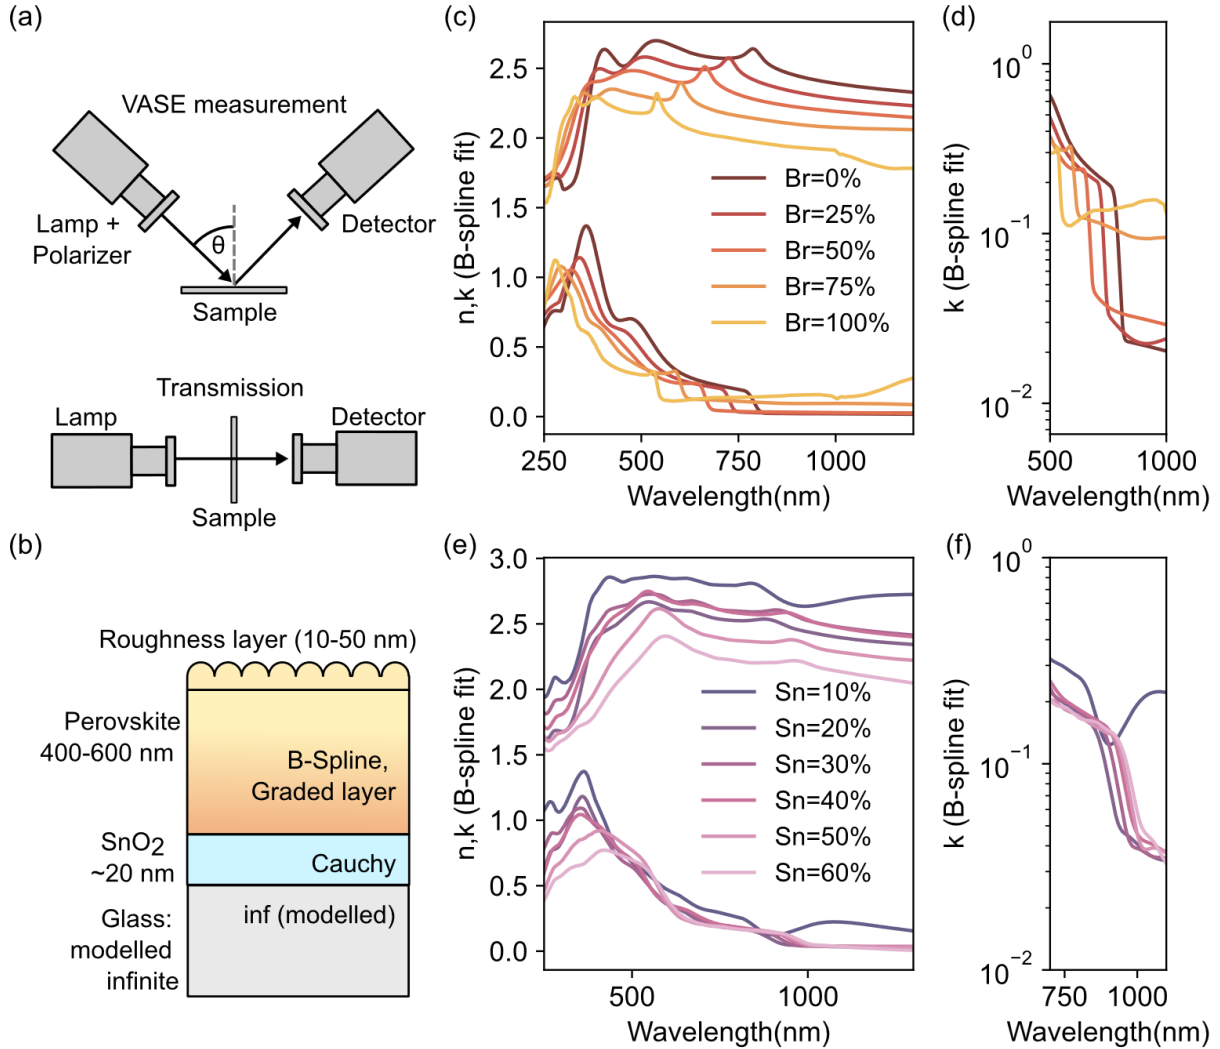 (a)
VASE measurement
Lamp +
Polarizer
θ
Detector
Sample
Transmission
Lamp
Detector
Sample
(b)
Roughness layer (10-50 nm)
Perovskite
400-600 nm
B-Spline,
Graded layer
SnO2
~20 nm
Cauchy
Glass:
modelled
infinite
inf (modelled)
(c)
n,k (B-spline fit)
2.5
2.0
1.5
1.0
0.5
0.0
Br=0%
Br=25%
Br=50%
Br=75%
Br=100%
250 500 750 1000
Wavelength(nm)
(d)
k (B-spline fit)
10^0
10^-1
10^-2
500 1000
Wavelength(nm)
(e)
n,k (B-spline fit)
3.0
2.5
2.0
1.5
1.0
0.5
0.0
Sn=10%
Sn=20%
Sn=30%
Sn=40%
Sn=50%
Sn=60%
500 1000
Wavelength(nm)
(f)
k (B-spline fit)
10^0
10^-1
10^-2
750 1000
Wavelength(nm)